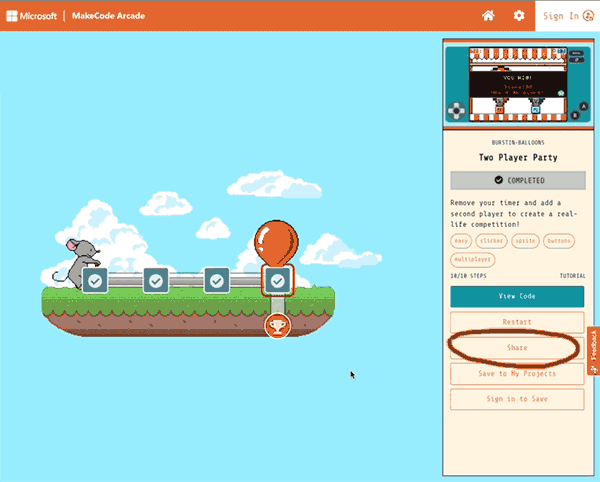 Microsoft
MakeCode Arcade
Sign In
YOU WIN!
BURSTIN-BALLOONS
Two Player Party
COMPLETED
Remove your timer and add a
second player to create a real-
life competition!
easy
clicker
sprite
buttons
multiplayer
10/10 STEPS
TUTORIAL
View Code
Restart
Share
Save to My Projects
Sign in to Save
Feedback